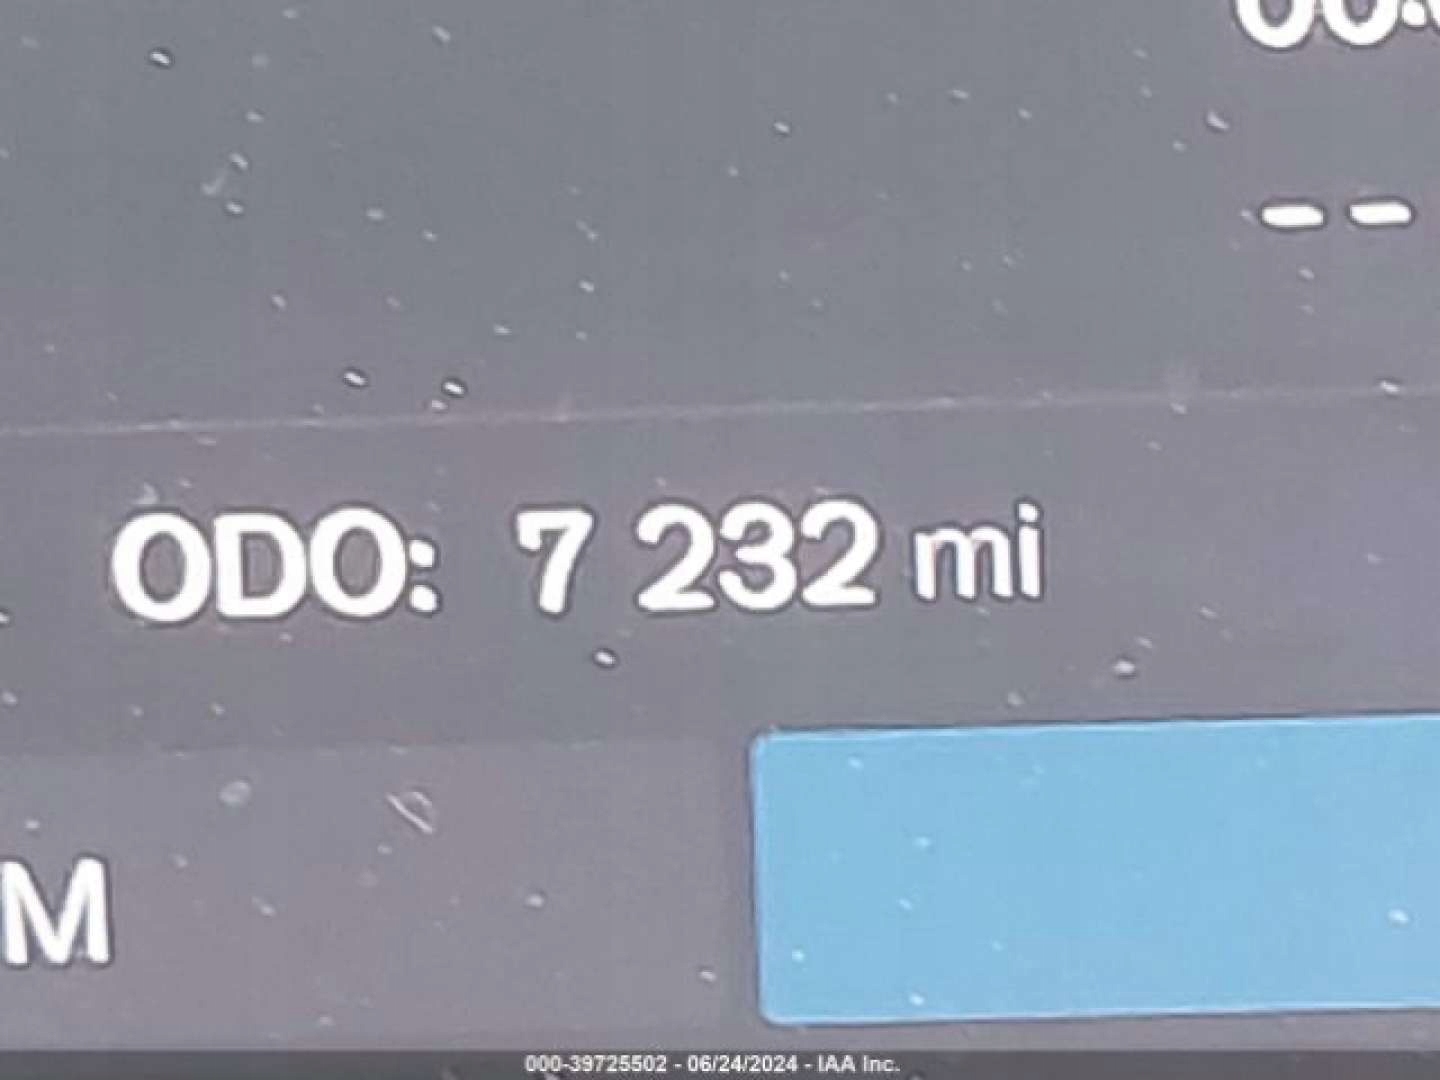 --
ODO: 7 232 mi
M
000-39725502 - 06/24/2024 - IAA Inc.